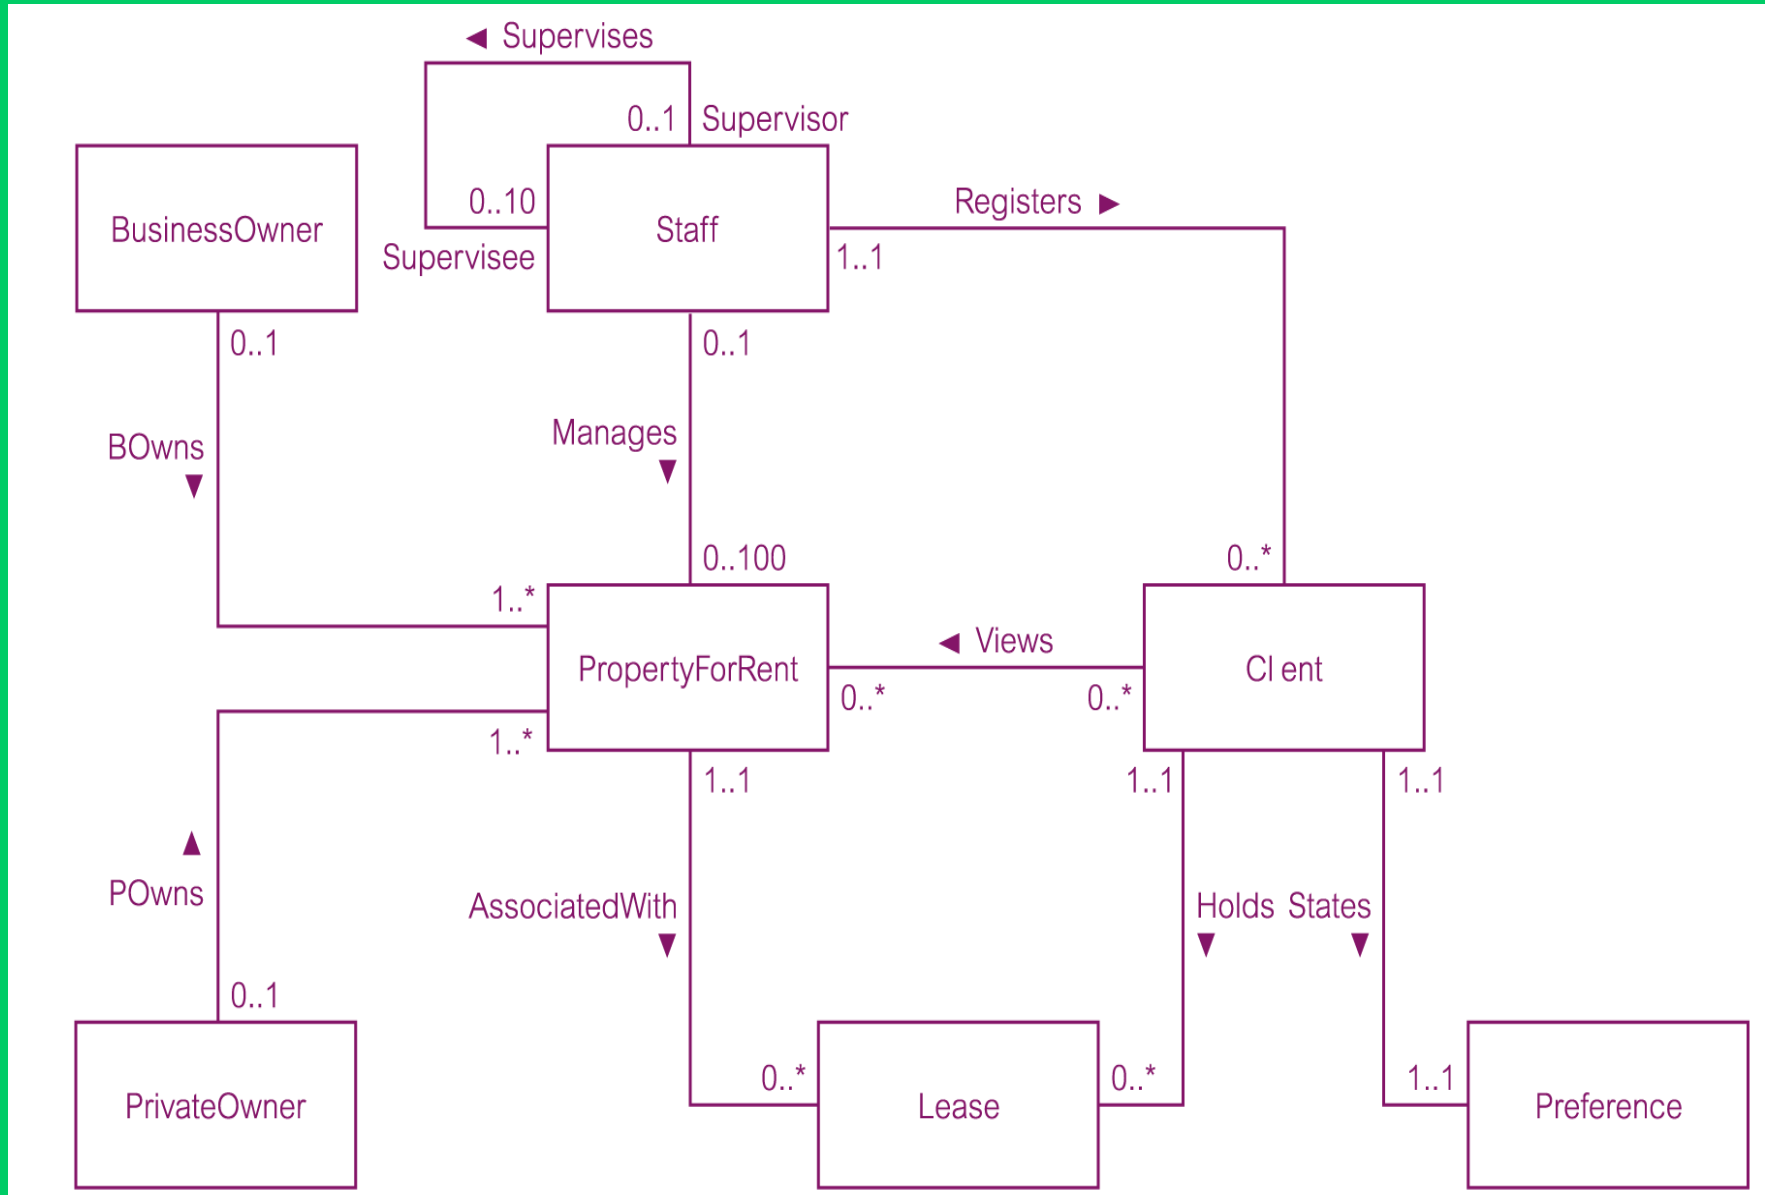 ◄ Supervises
0..1 Supervisor
BusinessOwner
0..10
Supervisee
Staff
Registers ►
1..1
0..1
0..1
BOwns
▼
Manages
▼
0..100
0..*
1..*
PropertyForRent
◄ Views
0..*
0..*
Cl ent
1..*
1..1
1..1
1..1
▲
POwns
AssociatedWith
▼
Holds States
▼ ▼
0..1
PrivateOwner
0..*
Lease
0..*
1..1
Preference